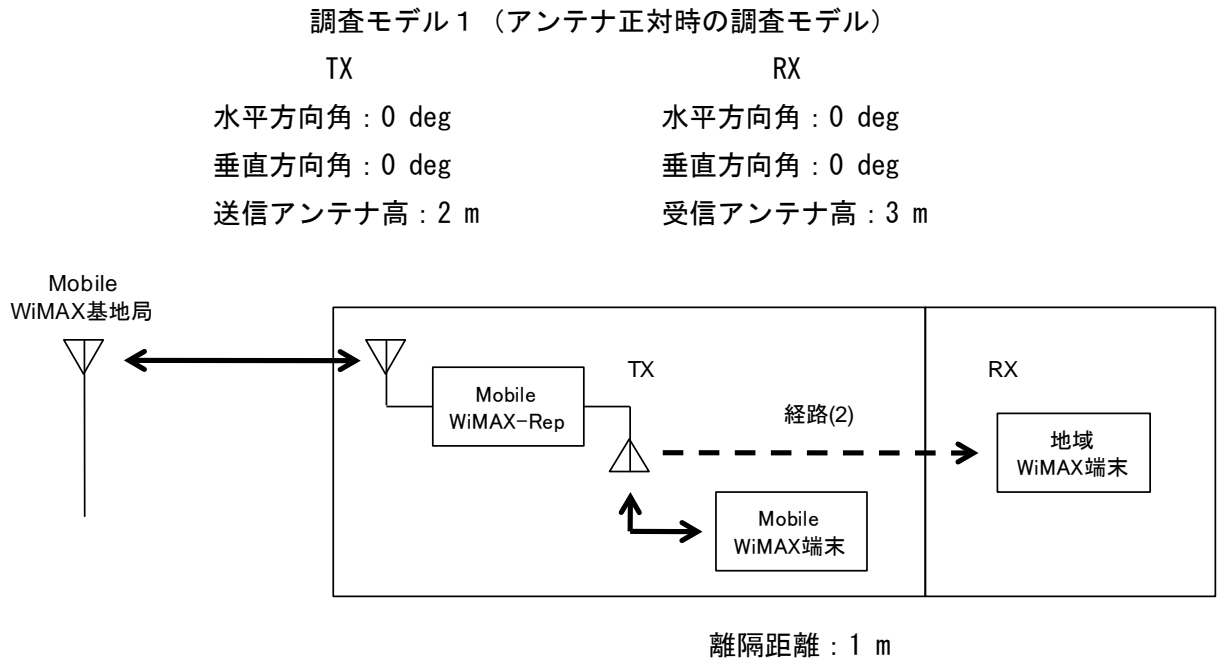 調査モデル１（アンテナ正対時の調査モデル）
TX RX
水平方向角：0 deg 水平方向角：0 deg
垂直方向角：0 deg 垂直方向角：0 deg
送信アンテナ高：2 m 受信アンテナ高：3 m
Mobile
WiMAX基地局
TX
RX
Mobile
WiMAX-Rep
経路(2)
地域
WiMAX端末
Mobile
WiMAX端末
離隔距離：1 m